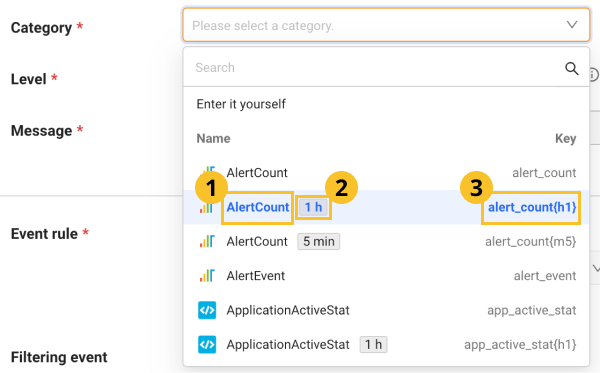 Category *
Please select a category.
Level *
Search
Enter it yourself
Message *
Name Key
AlertCount alert_count
1 2 3
AlertCount 1 h alert_count{h1}
Event rule *
AlertCount 5 min alert_count{m5}
AlertEvent alert_event
ApplicationActiveStat app_active_stat
ApplicationActiveStat 1 h app_active_stat{h1}
Filtering event